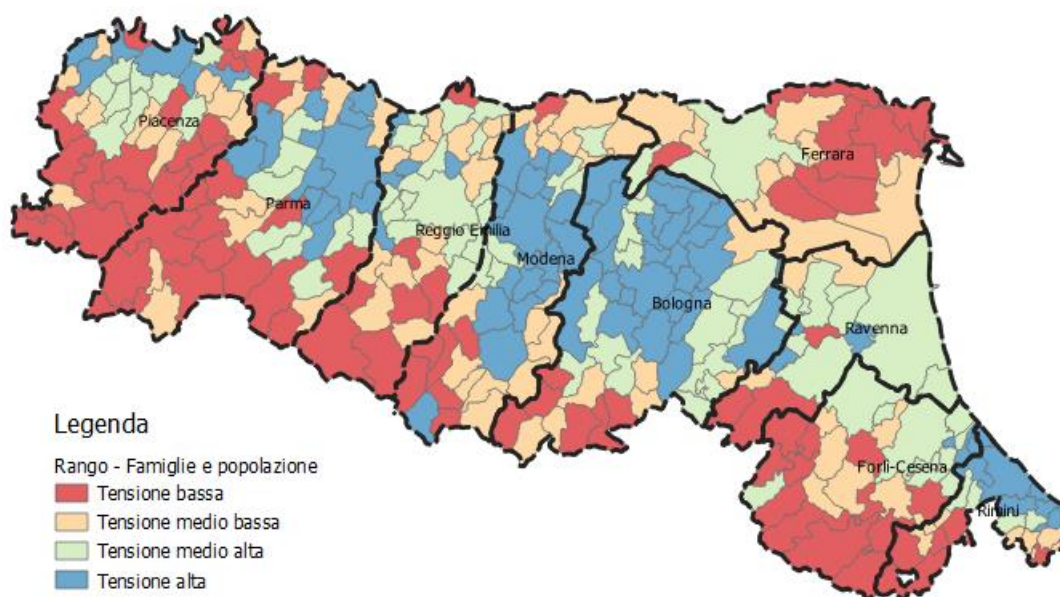 Piacenza
Parma
Reggio Emilia
Modena
Bologna
Ferrara
Ravenna
Forlì-Cesena
Rimini
Legenda
Rango - Famiglie e popolazione
Tensione bassa
Tensione medio bassa
Tensione medio alta
Tensione alta